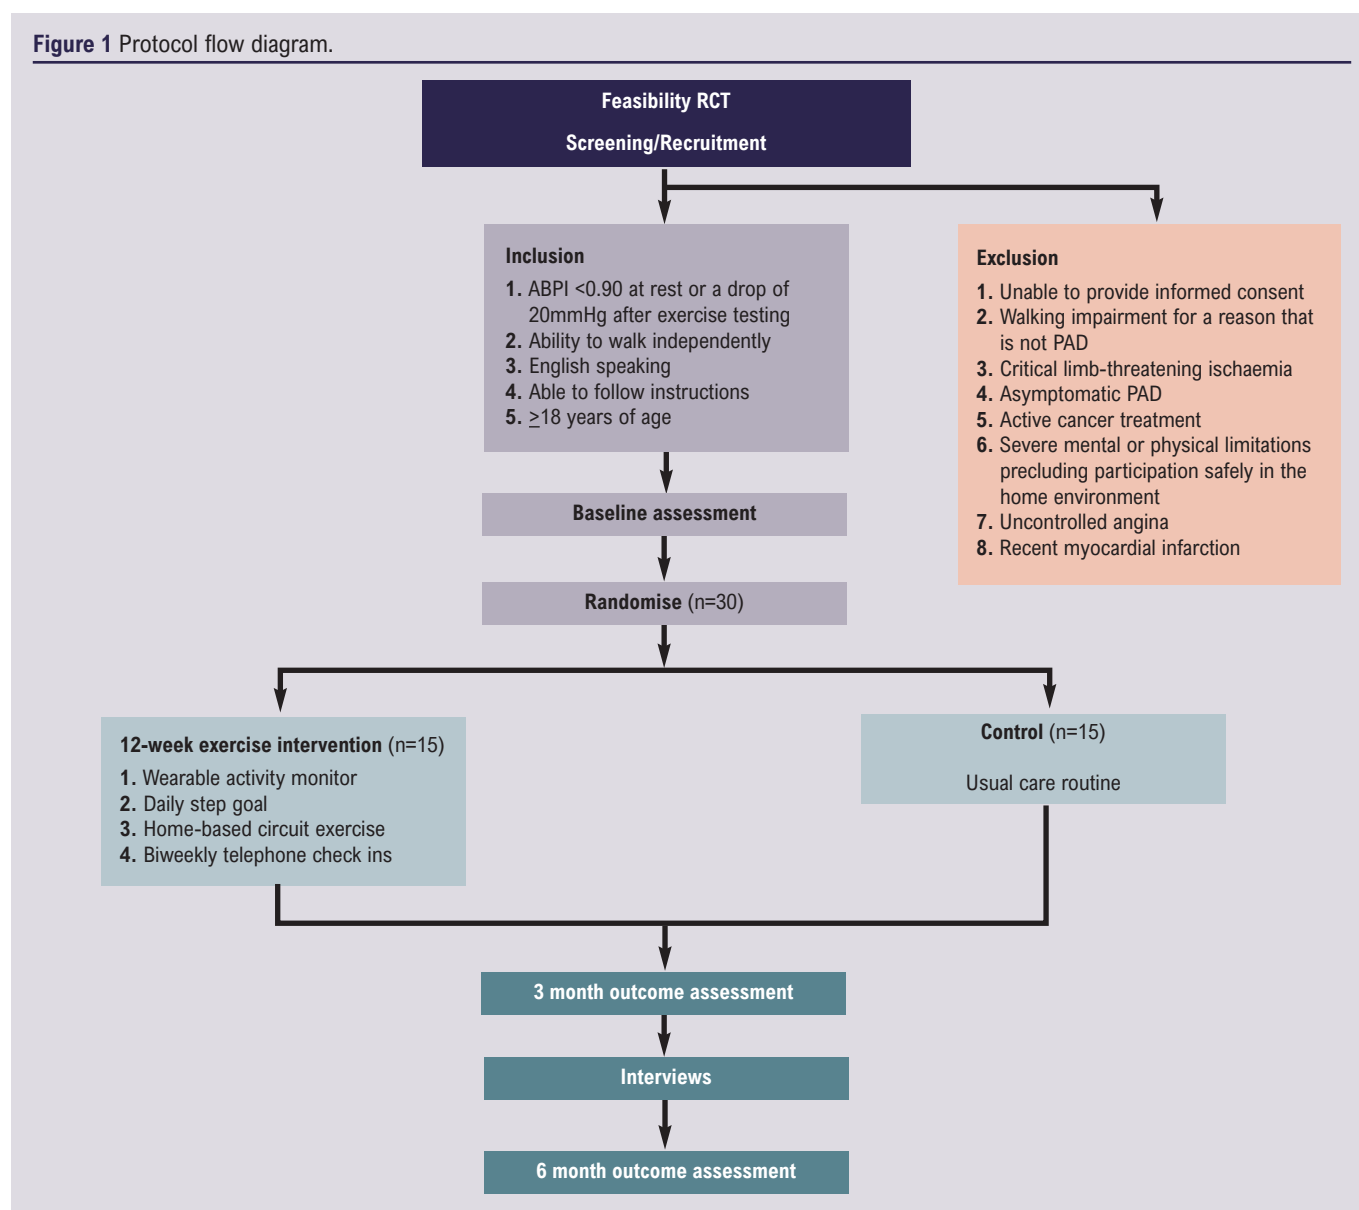 Figure 1 Protocol flow diagram.
Feasibility RCT
Screening/Recruitment
Inclusion
1. ABPI <0.90 at rest or a drop of
20mmHg after exercise testing
2. Ability to walk independently
3. English speaking
4. Able to follow instructions
5. ≥18 years of age
Exclusion
1. Unable to provide informed consent
2. Walking impairment for a reason that
is not PAD
3. Critical limb-threatening ischaemia
4. Asymptomatic PAD
5. Active cancer treatment
6. Severe mental or physical limitations
precluding participation safely in the
home environment
7. Uncontrolled angina
8. Recent myocardial infarction
Baseline assessment
Randomise (n=30)
12-week exercise intervention (n=15)
1. Wearable activity monitor
2. Daily step goal
3. Home-based circuit exercise
4. Biweekly telephone check ins
Control (n=15)
Usual care routine
3 month outcome assessment
Interviews
6 month outcome assessment